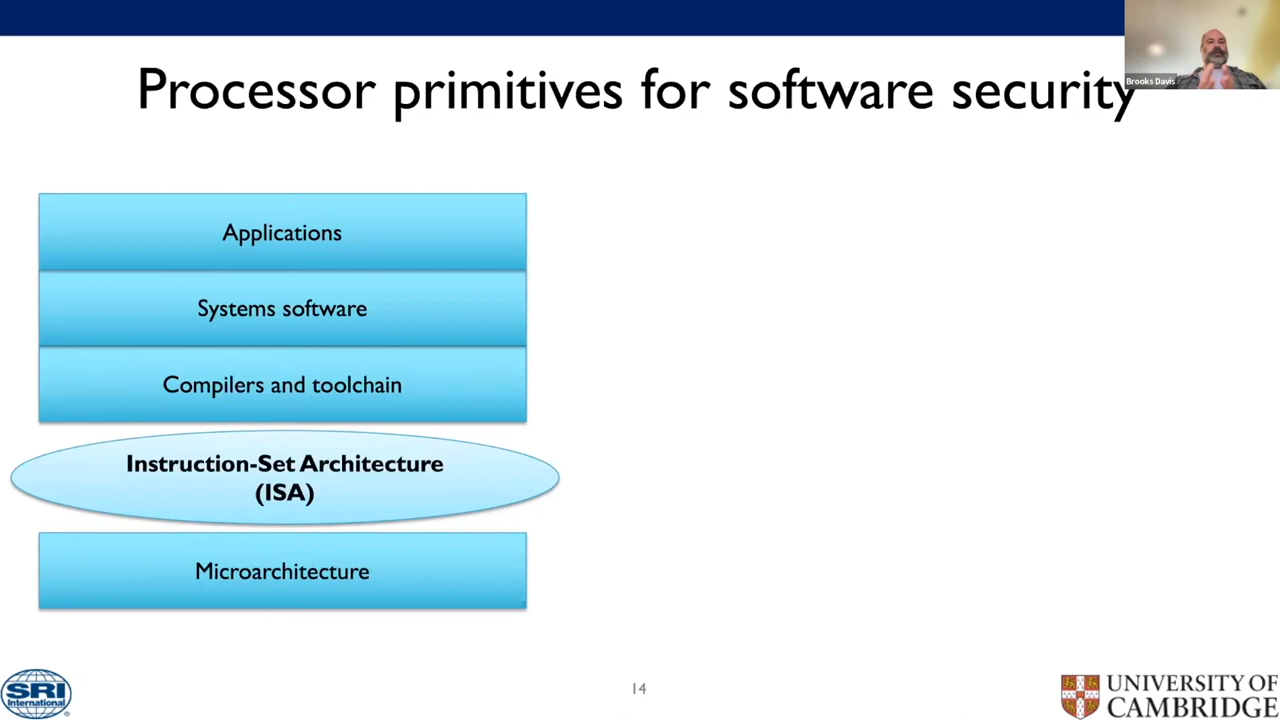 Processor primitives for software security
Brooks Davis
Applications
Systems software
Compilers and toolchain
Instruction-Set Architecture
(ISA)
Microarchitecture
SRI
International
14
UNIVERSITY OF
CAMBRIDGE